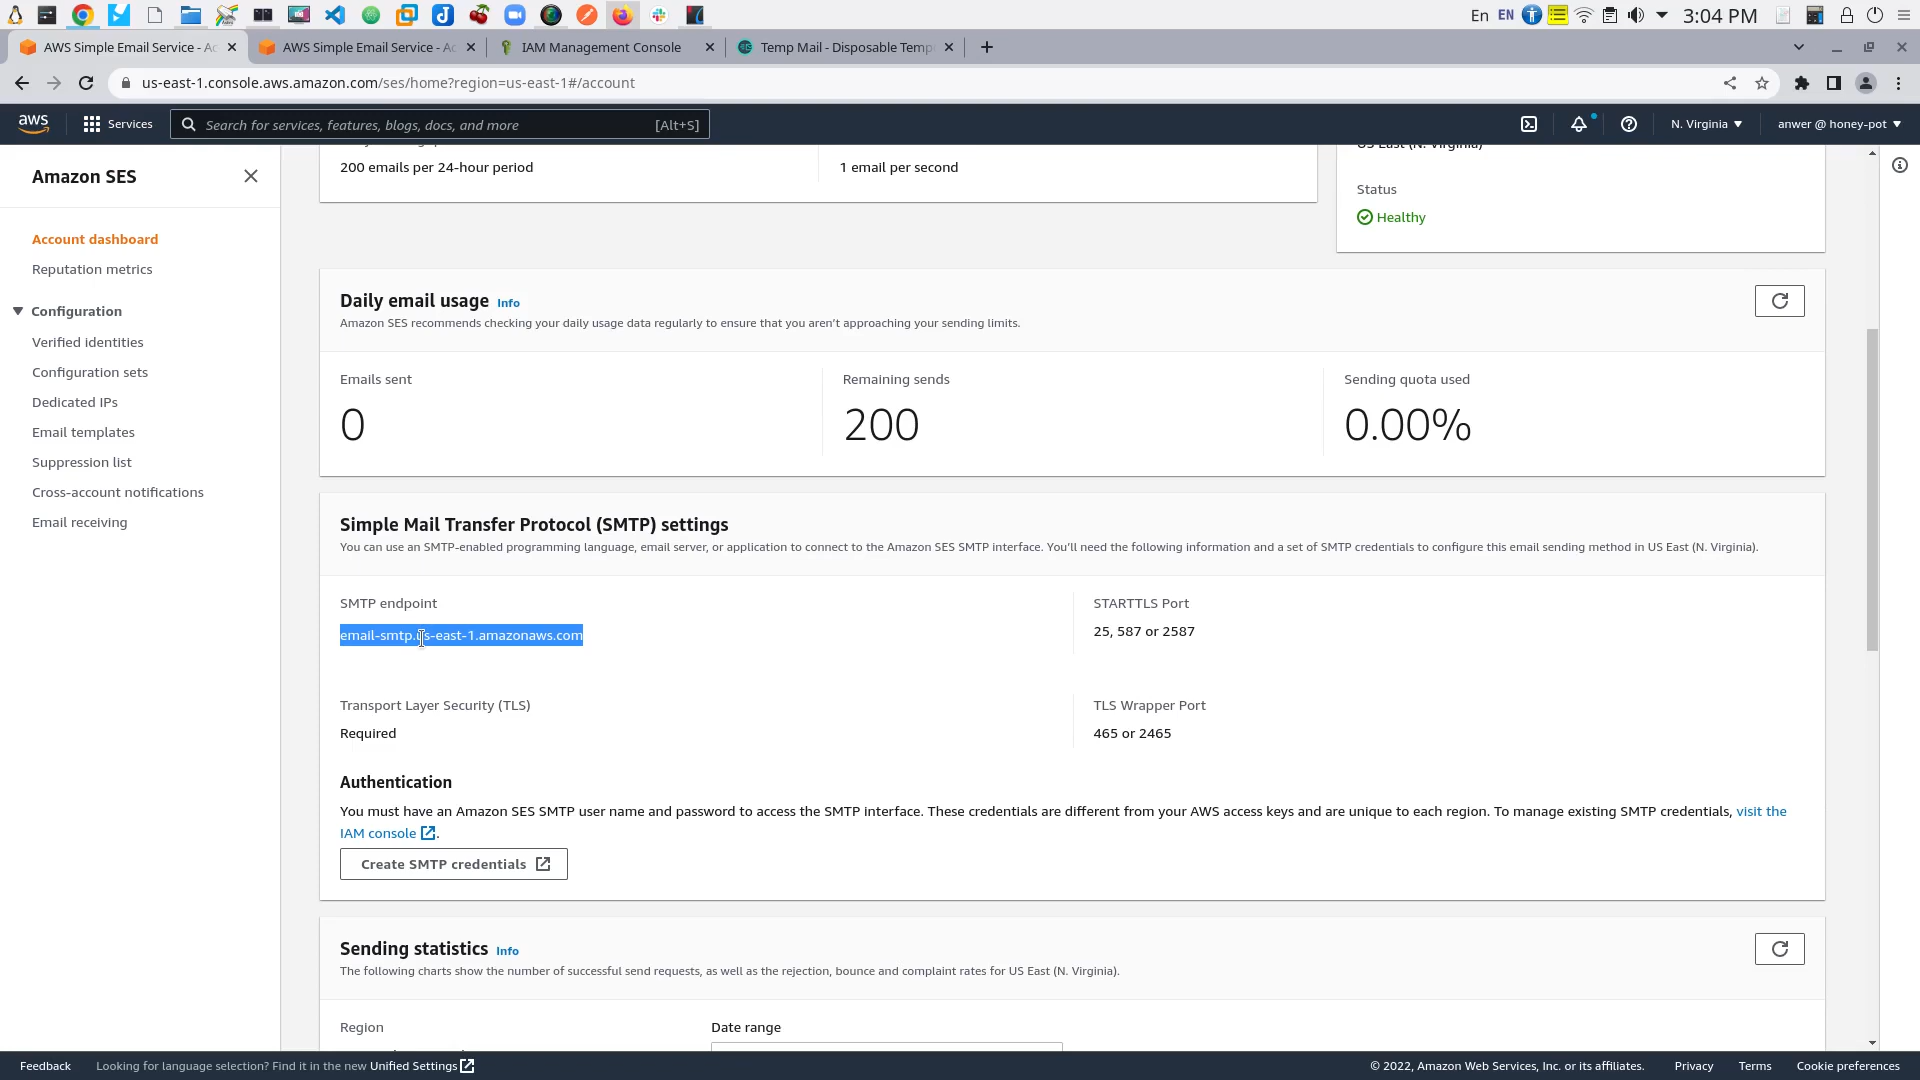 En EN 3:04 PM
AWS Simple Email Service - Ac
AWS Simple Email Service - Ac
IAM Management Console
Temp Mail - Disposable Temp
us-east-1.console.aws.amazon.com/ses/home?region=us-east-1#/account
aws Services Search for services, features, blogs, docs, and more [Alt+S] N. Virginia anwer @ honey-pot
Amazon SES
Account dashboard
Reputation metrics
Configuration
Verified identities
Configuration sets
Dedicated IPs
Email templates
Suppression list
Cross-account notifications
Email receiving
200 emails per 24-hour period
1 email per second
US East (N. Virginia)
Status
Healthy
Daily email usage Info
Amazon SES recommends checking your daily usage data regularly to ensure that you aren't approaching your sending limits.
Emails sent
0
Remaining sends
200
Sending quota used
0.00%
Simple Mail Transfer Protocol (SMTP) settings
You can use an SMTP-enabled programming language, email server, or application to connect to the Amazon SES SMTP interface. You'll need the following information and a set of SMTP credentials to configure this email sending method in US East (N. Virginia).
SMTP endpoint
email-smtp.us-east-1.amazonaws.com
STARTTLS Port
25, 587 or 2587
Transport Layer Security (TLS)
Required
TLS Wrapper Port
465 or 2465
Authentication
You must have an Amazon SES SMTP user name and password to access the SMTP interface. These credentials are different from your AWS access keys and are unique to each region. To manage existing SMTP credentials, visit the
IAM console .
Create SMTP credentials
Sending statistics Info
The following charts show the number of successful send requests, as well as the rejection, bounce and complaint rates for US East (N. Virginia).
Region
Date range
Feedback Looking for language selection? Find it in the new Unified Settings © 2022, Amazon Web Services, Inc. or its affiliates. Privacy Terms Cookie preferences